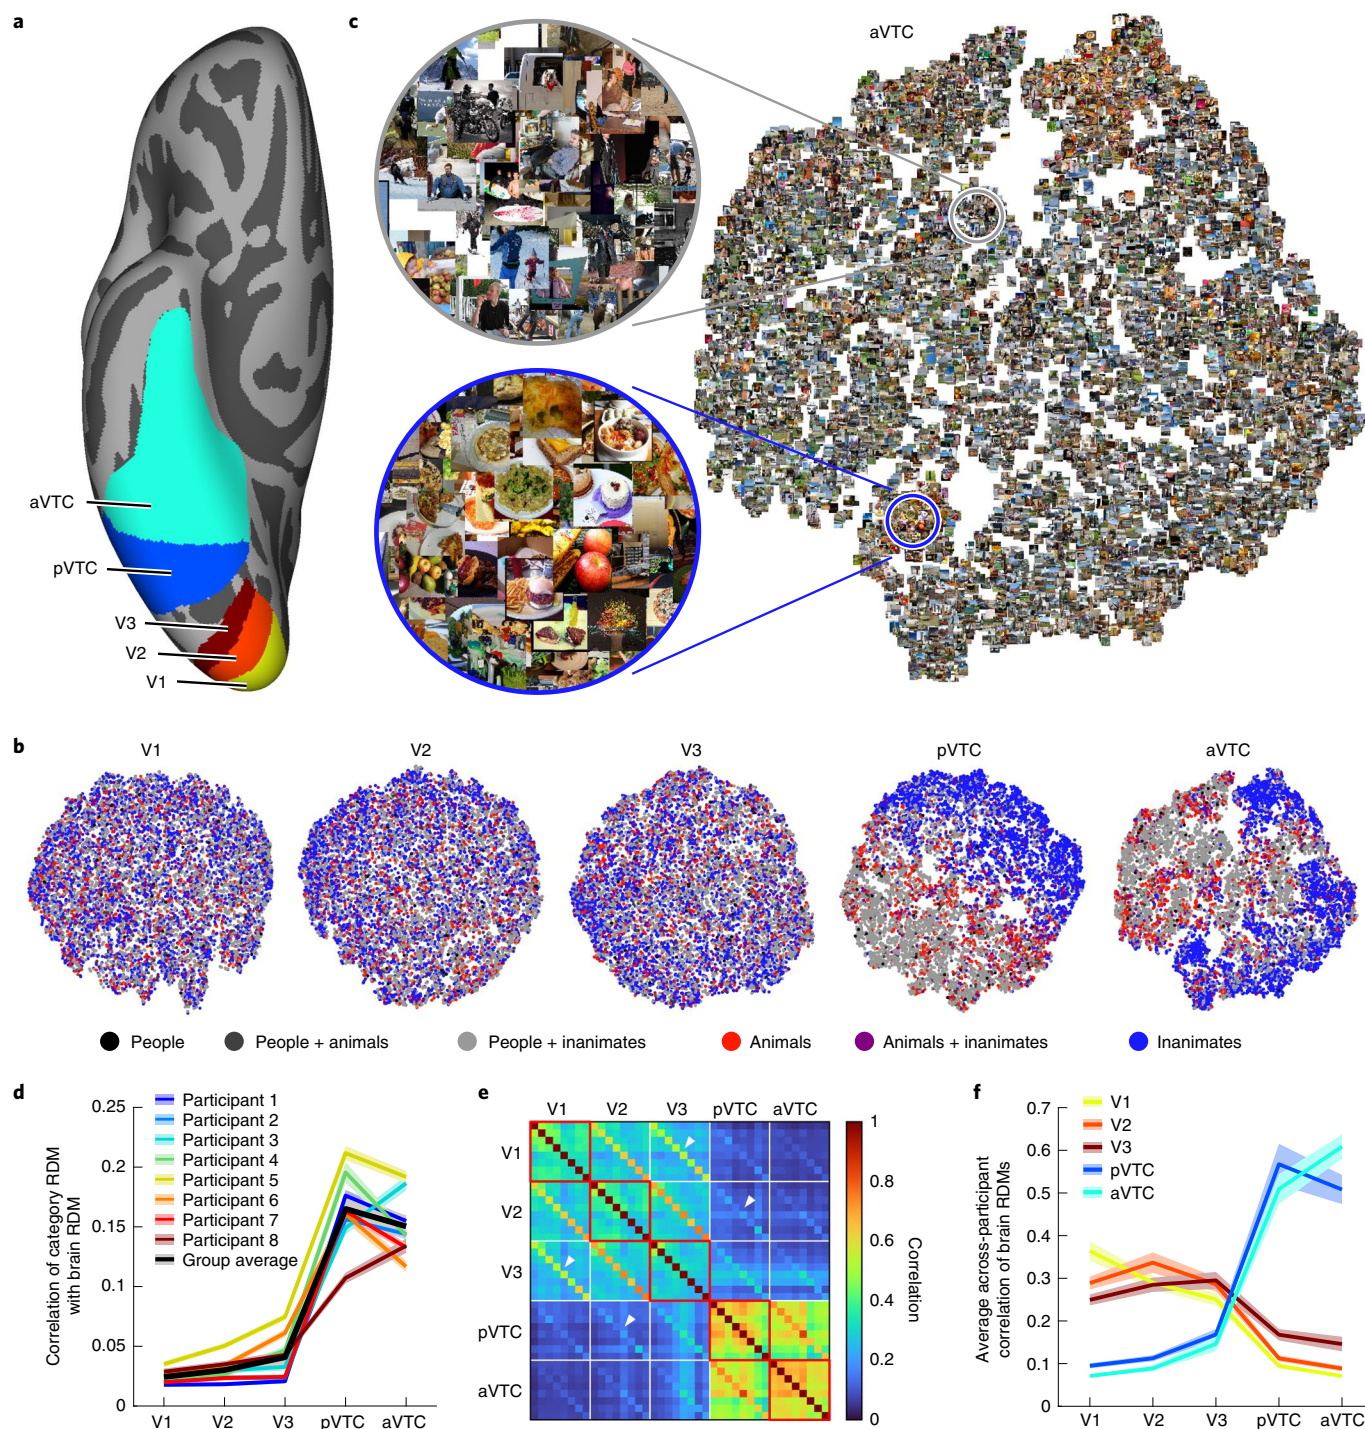 a
aVTC
pVTC
V3
V2
V1
c
aVTC
b
V1
V2
V3
pVTC
aVTC
People
People + animals
People + inanimates
Animals
Animals + inanimates
Inanimates
d
Correlation of category RDM
with brain RDM
0.25
0.2
0.15
0.1
0.05
0
Participant 1
Participant 2
Participant 3
Participant 4
Participant 5
Participant 6
Participant 7
Participant 8
Group average
V1 V2 V3 pVTC aVTC
e
V1 V2 V3 pVTC aVTC
V1
V2
V3
pVTC
aVTC
1
0.8
0.6
0.4
0.2
0
Correlation
f
Average across-participant
correlation of brain RDMs
0.7
0.6
0.5
0.4
0.3
0.2
0.1
0
V1
V2
V3
pVTC
aVTC
V1 V2 V3 pVTC aVTC